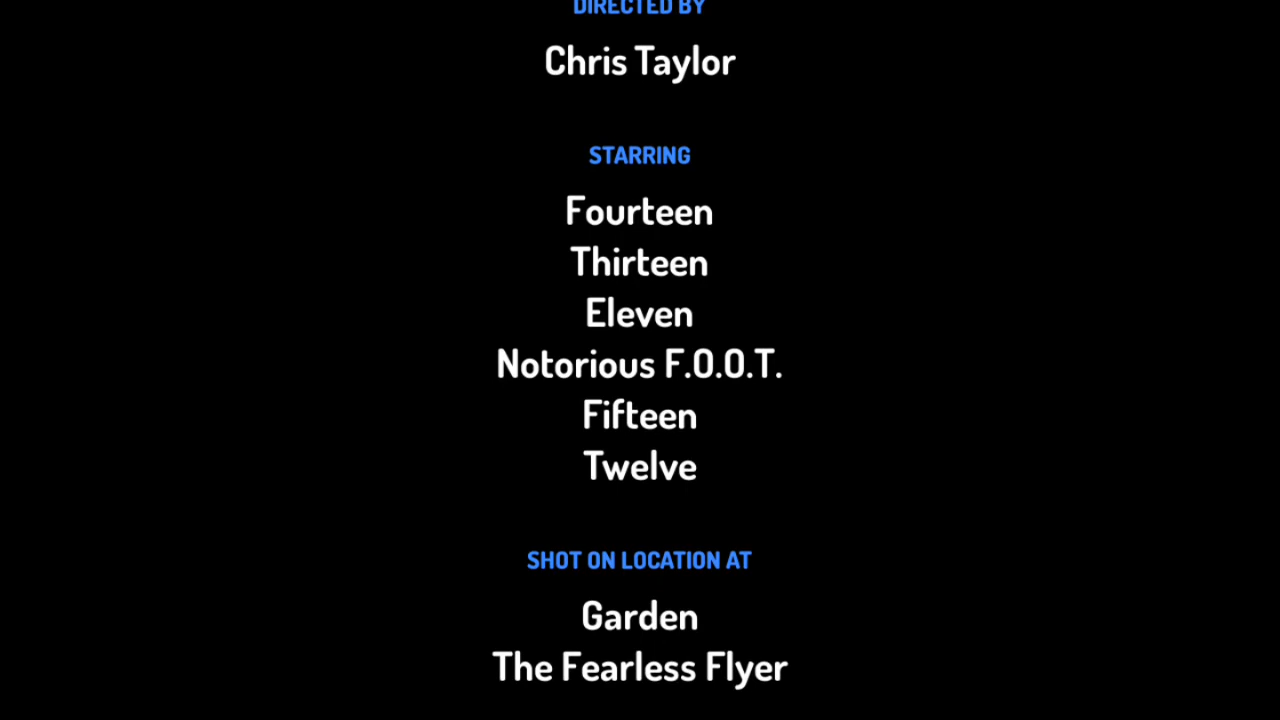 DIRECTED BY
Chris Taylor
STARRING
Fourteen
Thirteen
Eleven
Notorious F.O.O.T.
Fifteen
Twelve
SHOT ON LOCATION AT
Garden
The Fearless Flyer